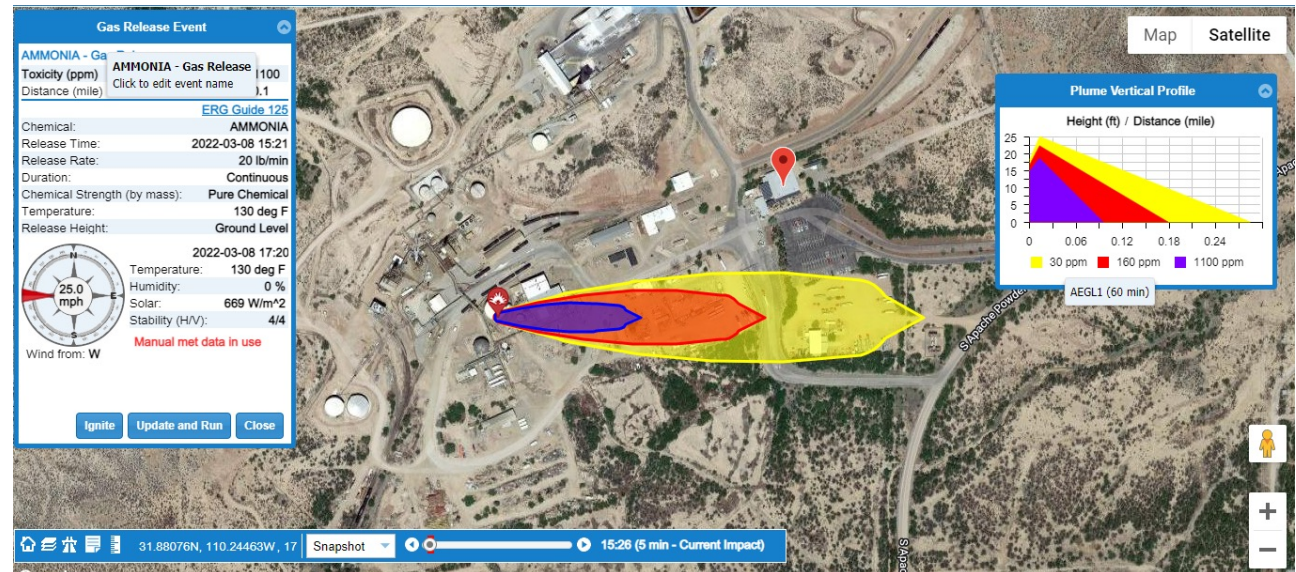 Gas Release Event
AMMONIA - Ga
AMMONIA - Gas Release
Click to edit event name
Toxicity (ppm) 1100
Distance (mile) 0.1
ERG Guide 125
Chemical: AMMONIA
Release Time: 2022-03-08 15:21
Release Rate: 20 lb/min
Duration: Continuous
Chemical Strength (by mass): Pure Chemical
Temperature: 130 deg F
Release Height: Ground Level
2022-03-08 17:20
Temperature: 130 deg F
Humidity: 0 %
Solar: 669 W/m^2
Stability (H/V): 4/4
Manual met data in use
N
E
25.0
mph
Wind from: W
Ignite Update and Run Close
Map Satellite
Plume Vertical Profile
Height (ft) / Distance (mile)
25
20
15
10
5
0
0 0.06 0.12 0.18 0.24
30 ppm 160 ppm 1100 ppm
AEGL1 (60 min)
S Apache Powder
S Apac
Apa
31.88076N, 110.24463W, 17 Snapshot 15:26 (5 min - Current Impact)